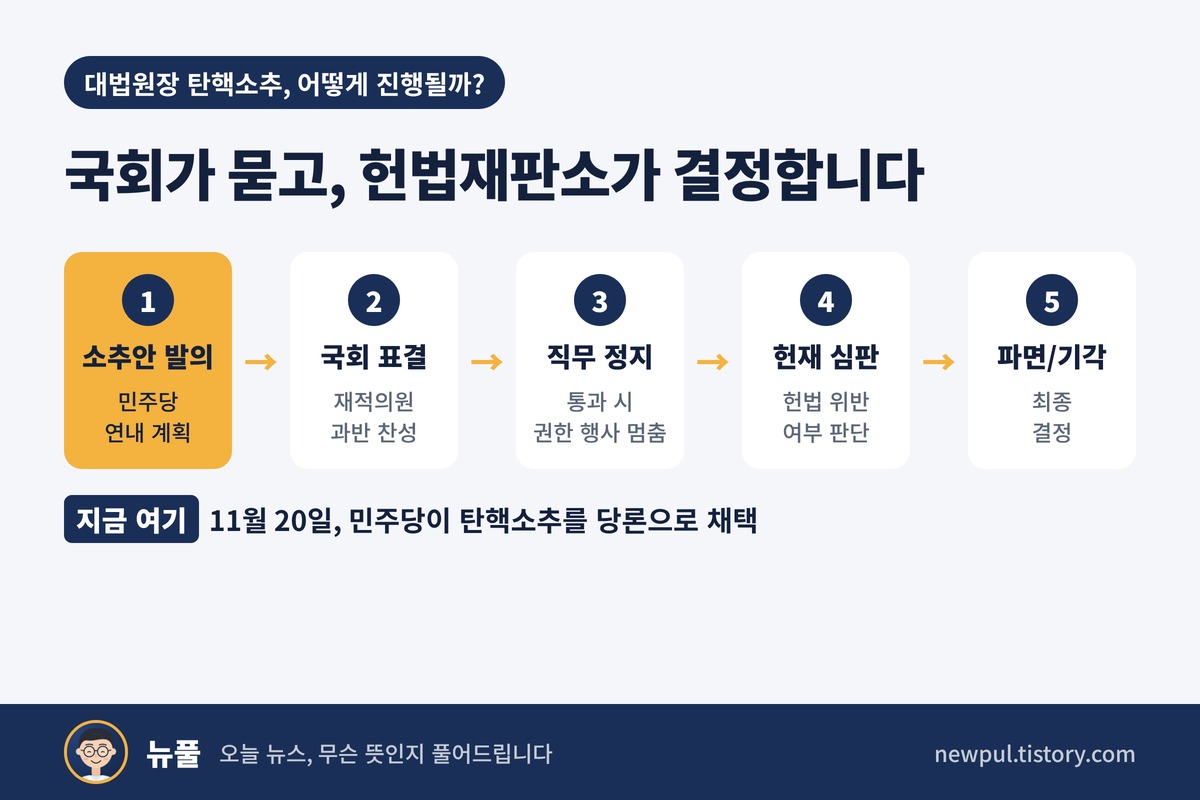 대법원장 탄핵소추, 어떻게 진행될까?
국회가 묻고, 헌법재판소가 결정합니다
1
소추안 발의
민주당
연내 계획
→
2
국회 표결
재적의원
과반 찬성
→
3
직무 정지
통과 시
권한 행사 멈춤
→
4
헌재 심판
헌법 위반
여부 판단
→
5
파면/기각
최종
결정
지금 여기 11월 20일, 민주당이 탄핵소추를 당론으로 채택
뉴풀 오늘 뉴스, 무슨 뜻인지 풀어드립니다
newpul.tistory.com